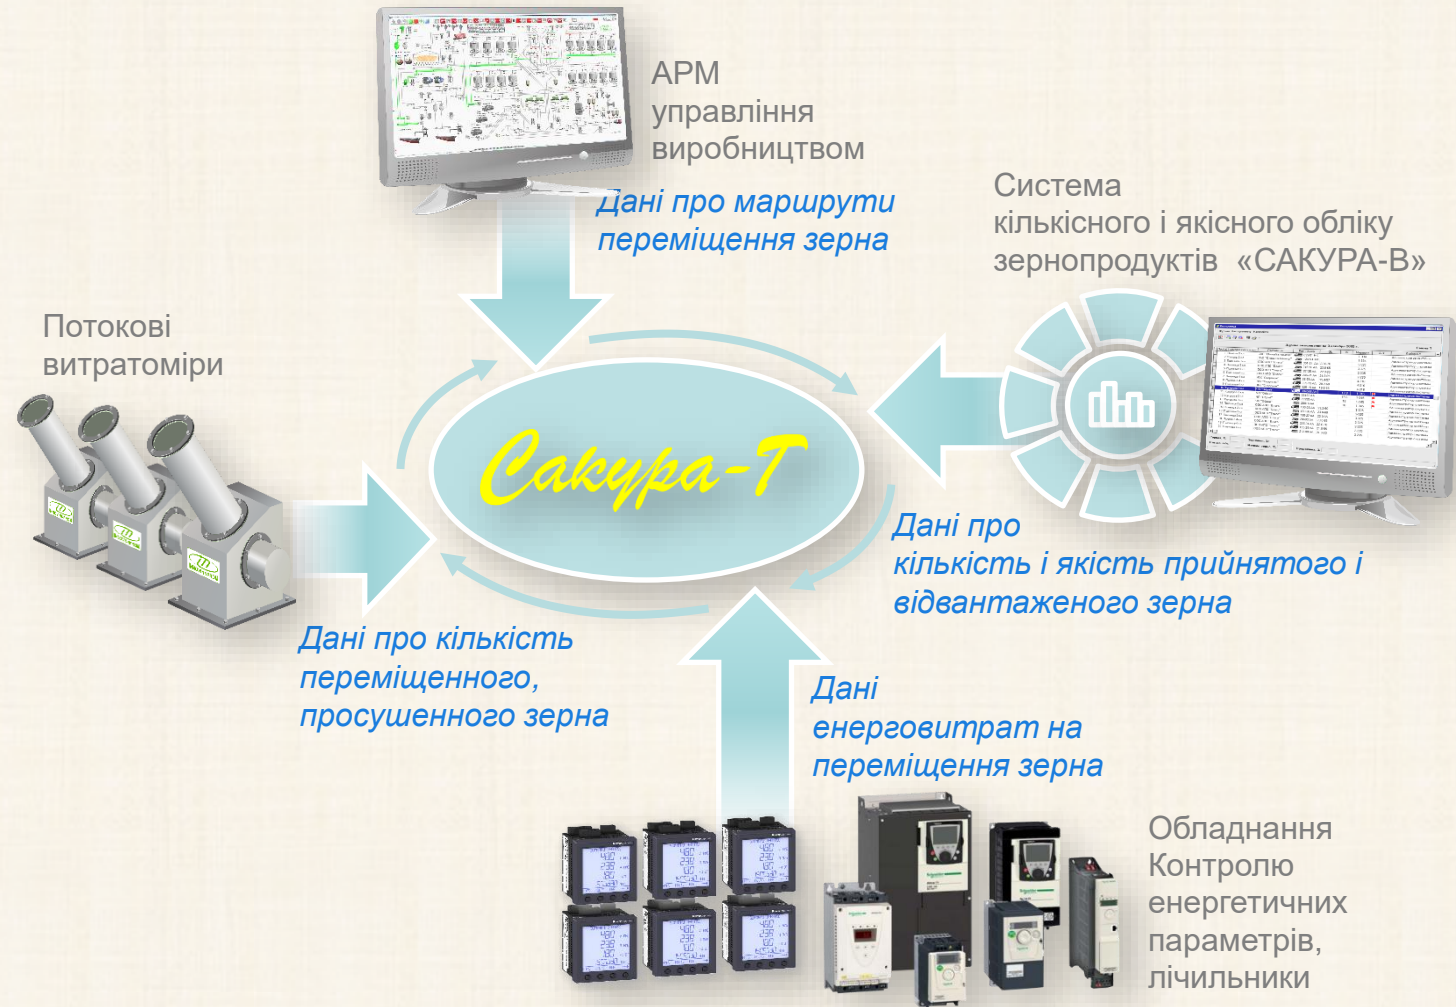 АРМ
управління
виробництвом
Дані про маршрути
переміщення зерна
Система
кількісного і якісного обліку
зернопродуктів «САКУРА-В»
Потокові
витратоміри
Сакура-Т
Дані про
кількість і якість прийнятого і
відвантаженого зерна
Дані про кількість
переміщенного,
просушенного зерна
Дані
енерговитрат на
переміщення зерна
Обладнання
Контролю
енергетичних
параметрів,
лічильники